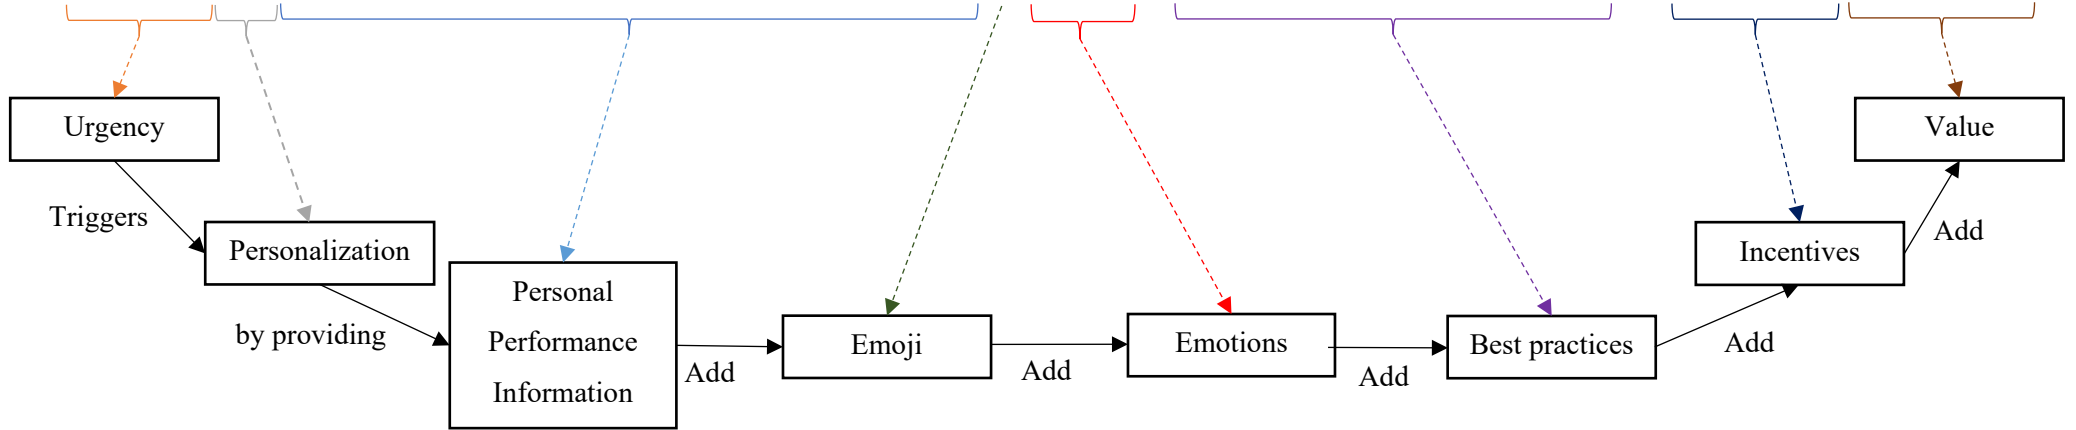 Urgency
Triggers
Personalization
by providing
Personal
Performance
Information
Add
Emoji
Add
Emotions
Add
Best practices
Add
Incentives
Add
Value